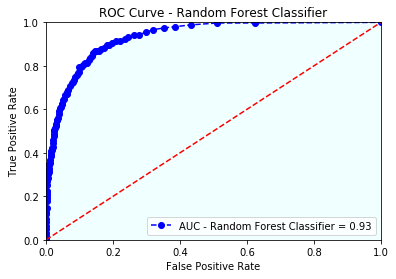 ROC Curve - Random Forest Classifier
True Positive Rate
1.0
0.8
0.6
0.4
0.2
0.0
AUC - Random Forest Classifier = 0.93
0.0 0.2 0.4 0.6 0.8 1.0
False Positive Rate